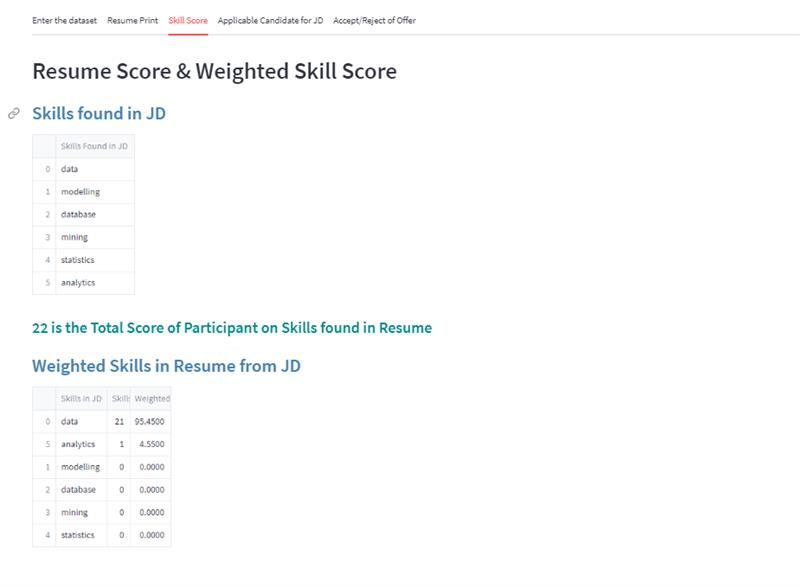 Enter the dataset Resume Print Skill Score Applicable Candidate for JD Accept/Reject of Offer
Resume Score & Weighted Skill Score
Skills found in JD
Skills Found in JD
0 data
1 modelling
2 database
3 mining
4 statistics
5 analytics
22 is the Total Score of Participant on Skills found in Resume
Weighted Skills in Resume from JD
Skills in JD Skills Weighted
0 data 21 95.4500
5 analytics 1 4.5500
1 modelling 0 0.0000
2 database 0 0.0000
3 mining 0 0.0000
4 statistics 0 0.0000